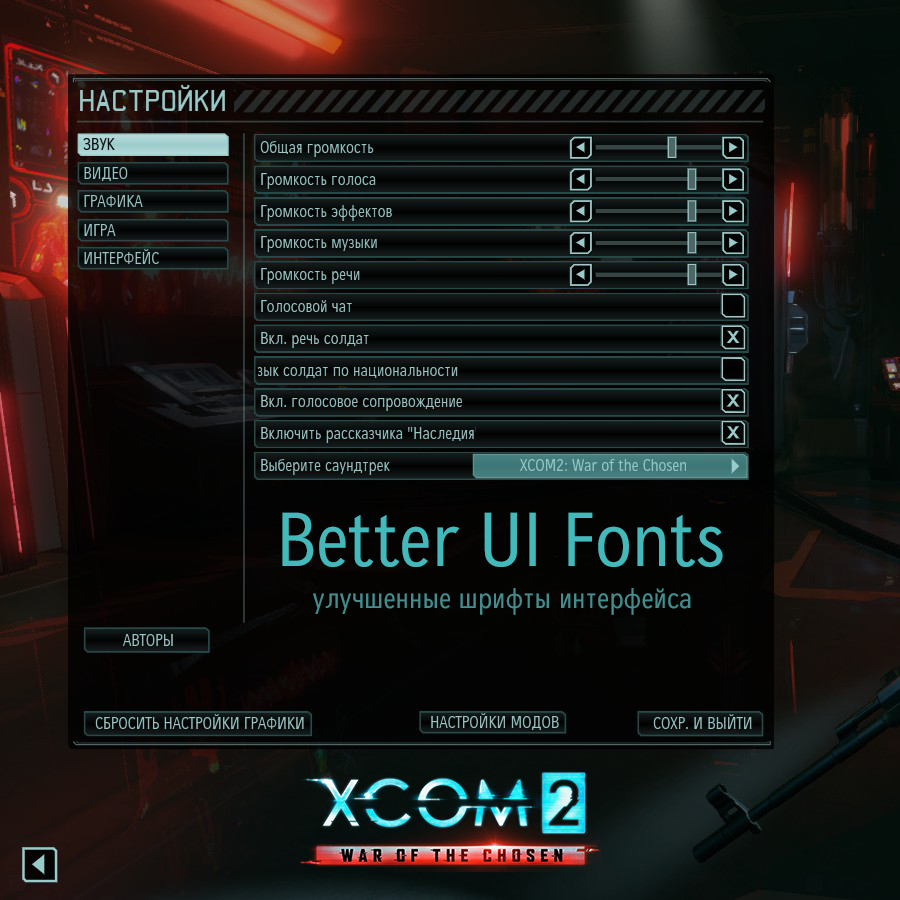 НАСТРОЙКИ
ЗВУК
ВИДЕО
ГРАФИКА
ИГРА
ИНТЕРФЕЙС
Общая громкость
Громкость голоса
Громкость эффектов
Громкость музыки
Громкость речи
Голосовой чат
Вкл. речь солдат
зык солдат по национальности
Вкл. голосовое сопровождение
Включить рассказчика "Наследия
Выберите саундтрек
XCOM2: War of the Chosen
Better UI Fonts
улучшенные шрифты интерфейса
АВТОРЫ
СБРОСИТЬ НАСТРОЙКИ ГРАФИКИ
НАСТРОЙКИ МОДОВ
СОХР. И ВЫЙТИ
XCOM 2
WAR OF THE CHOSEN